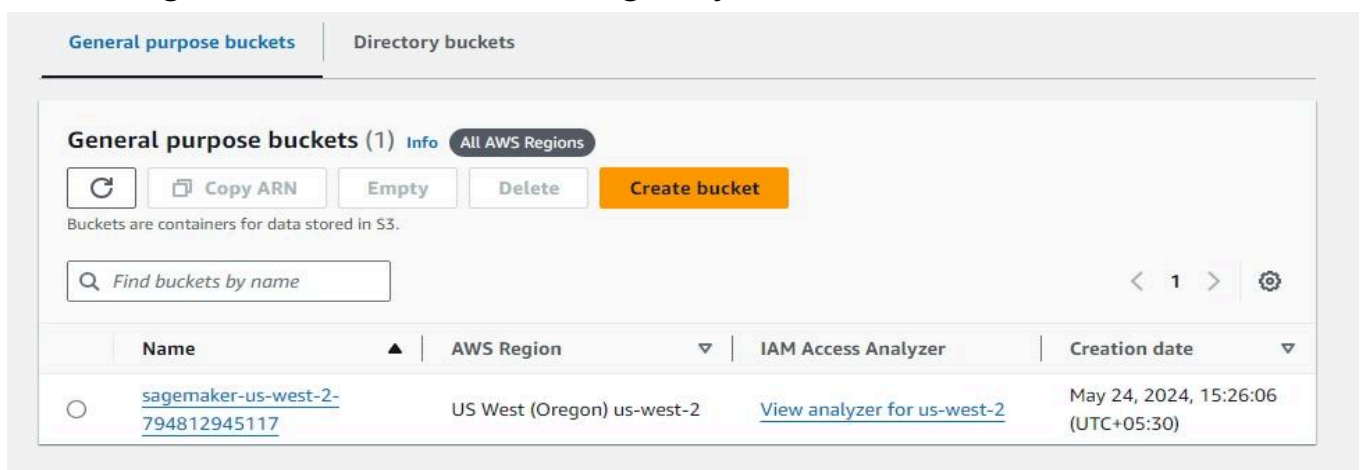 General purpose buckets Directory buckets
General purpose buckets (1) Info All AWS Regions
Copy ARN Empty Delete Create bucket
Buckets are containers for data stored in S3.
Find buckets by name 1
Name AWS Region IAM Access Analyzer Creation date
sagemaker-us-west-2- May 24, 2024, 15:26:06
US West (Oregon) us-west-2 View analyzer for us-west-2
794812945117 (UTC+05:30)